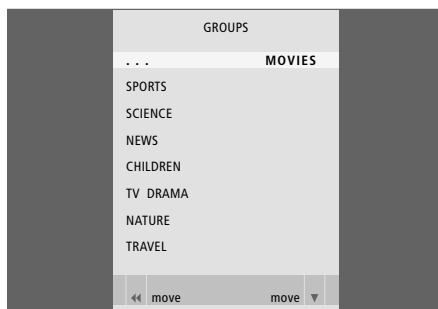 GROUPS
... MOVIES
SPORTS
SCIENCE
NEWS
CHILDREN
TV DRAMA
NATURE
TRAVEL
move move